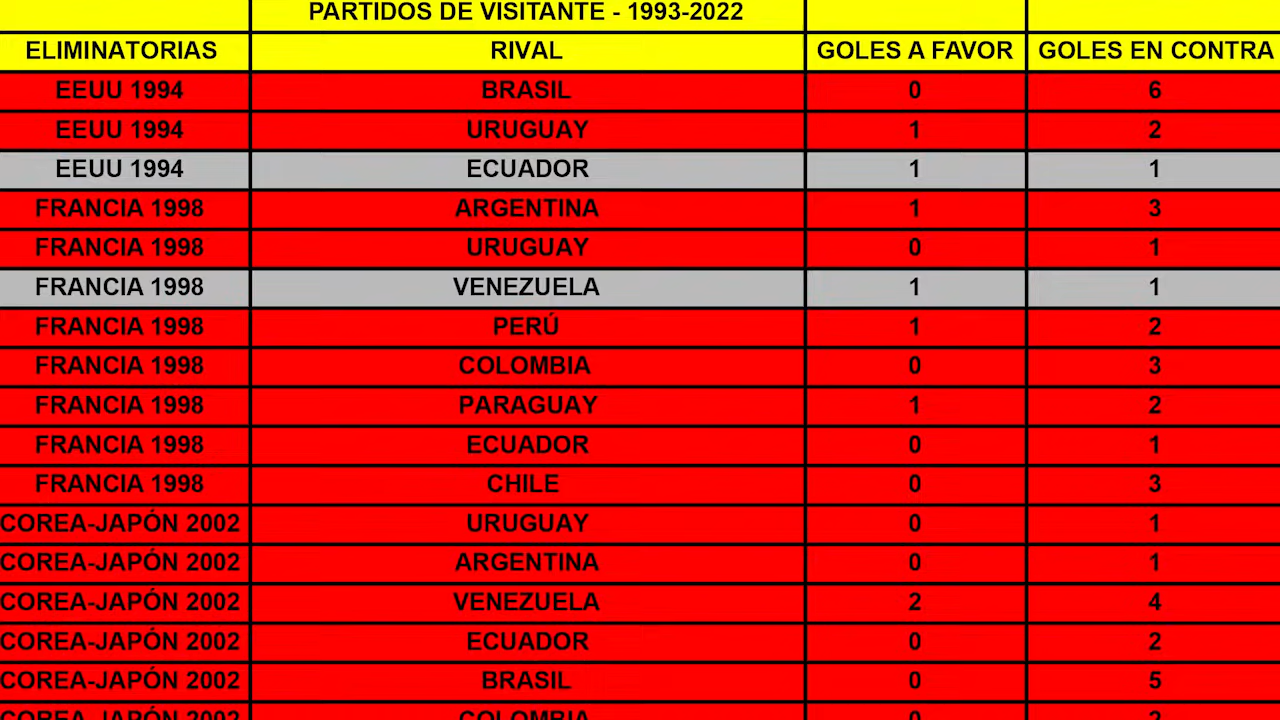 PARTIDOS DE VISITANTE - 1993-2022
ELIMINATORIAS RIVAL GOLES A FAVOR GOLES EN CONTRA
EEUU 1994 BRASIL 0 6
EEUU 1994 URUGUAY 1 2
EEUU 1994 ECUADOR 1 1
FRANCIA 1998 ARGENTINA 1 3
FRANCIA 1998 URUGUAY 0 1
FRANCIA 1998 VENEZUELA 1 1
FRANCIA 1998 PERÚ 1 2
FRANCIA 1998 COLOMBIA 0 3
FRANCIA 1998 PARAGUAY 1 2
FRANCIA 1998 ECUADOR 0 1
FRANCIA 1998 CHILE 0 3
COREA-JAPÓN 2002 URUGUAY 0 1
COREA-JAPÓN 2002 ARGENTINA 0 1
COREA-JAPÓN 2002 VENEZUELA 2 4
COREA-JAPÓN 2002 ECUADOR 0 2
COREA-JAPÓN 2002 BRASIL 0 5
COREA-JAPÓN 2002 COLOMBIA 0